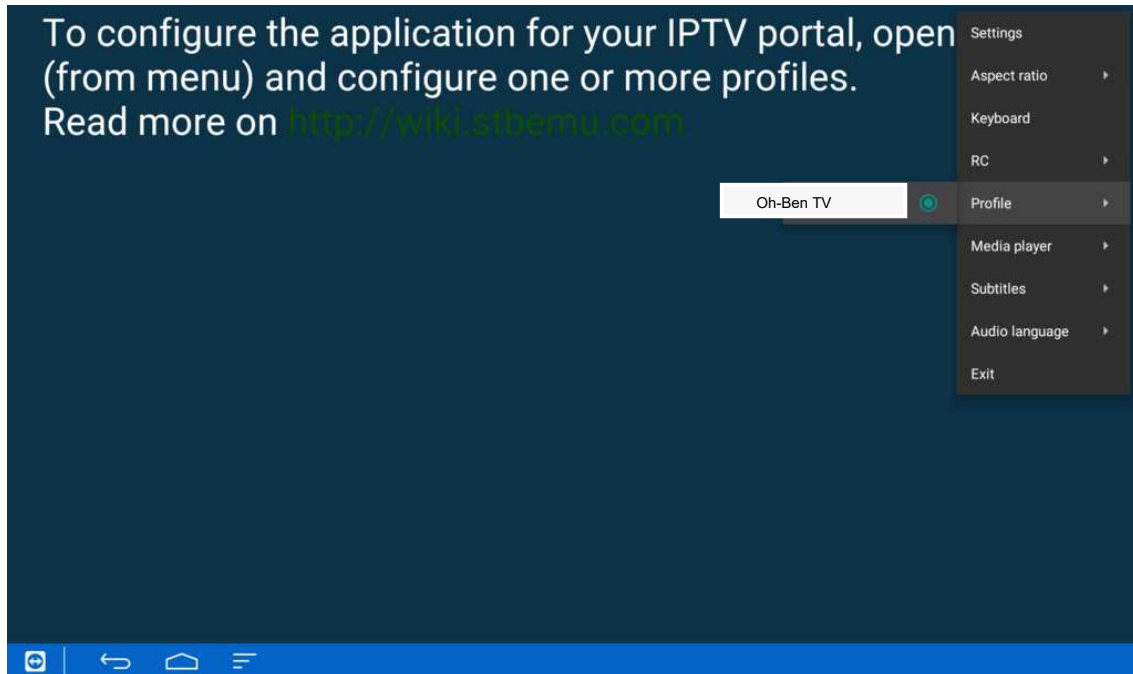 To configure the application for your IPTV portal, open
(from menu) and configure one or more profiles.
Read more on http://wiki.stbemu.com
Settings
Aspect ratio
Keyboard
RC
Oh-Ben TV
Profile
Media player
Subtitles
Audio language
Exit